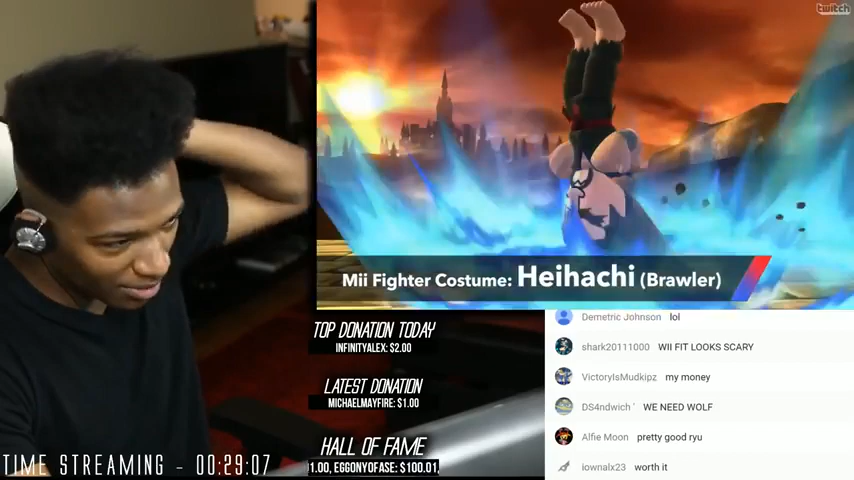 twitch
Mii Fighter Costume: Heihachi (Brawler)
TOP DONATION TODAY
INFINITYALEX: $2.00
LATEST DONATION
MICHAELMAYFIRE: $1.00
HALL OF FAME
1.00, EGGONYOFASE: $100.01,
TIME STREAMING - 00:29:07
Demetric Johnson lol
shark20111000 WII FIT LOOKS SCARY
VictoryIsMudkipz my money
DS4ndwich ' WE NEED WOLF
Alfie Moon pretty good ryu
iownalx23 worth it